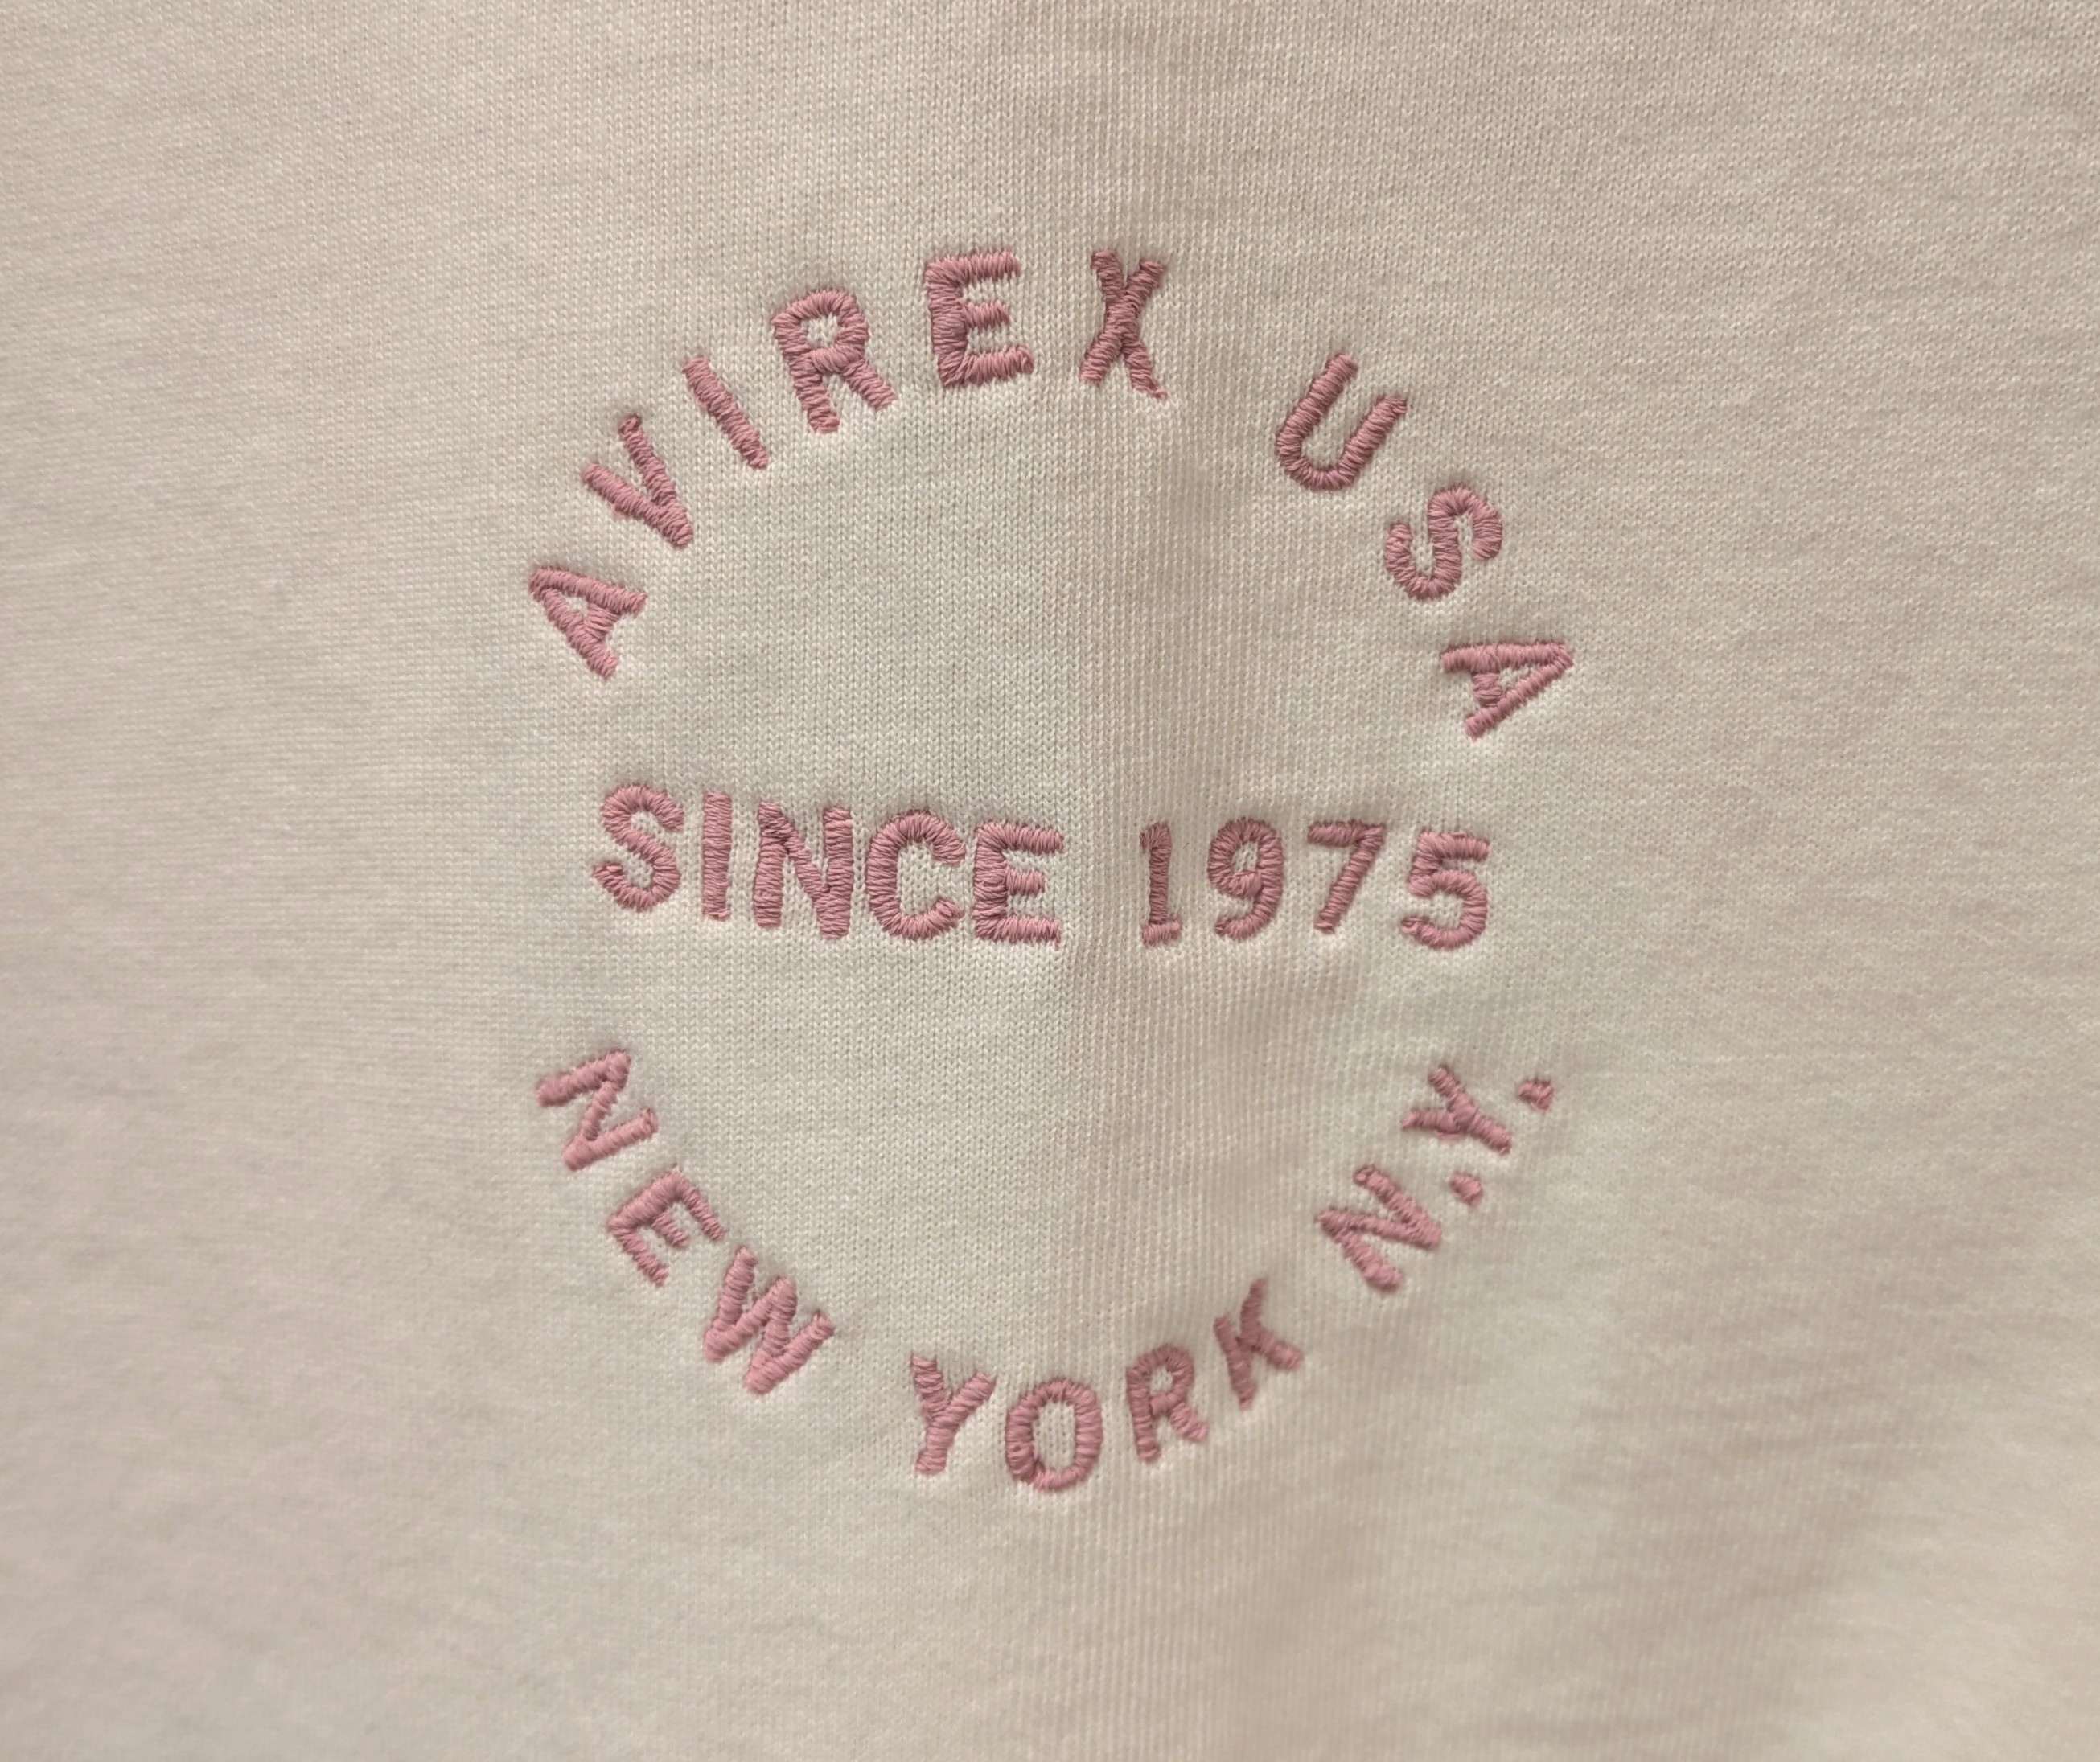 AVIREX USA
SINCE 1975
NEW YORK N.Y.